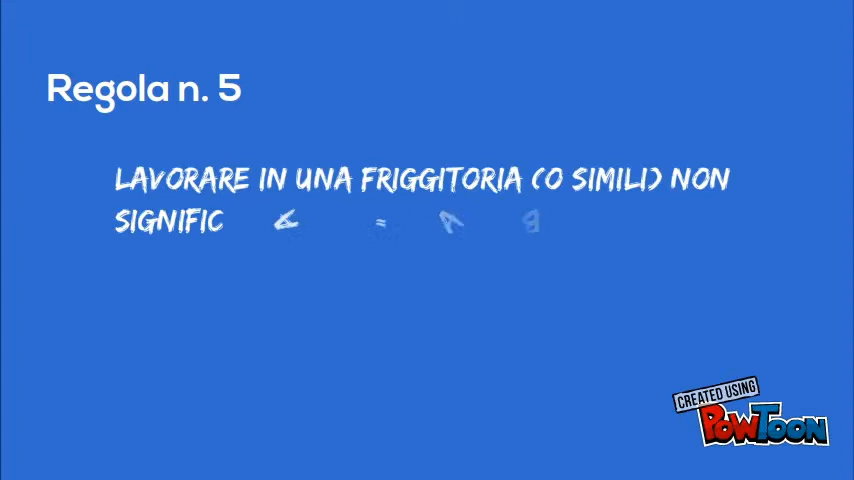 Regola n. 5
LAVORARE IN UNA FRIGGITORIA (O SIMILI) NON
SIGNIFIC
CREATED USING
POWTOON